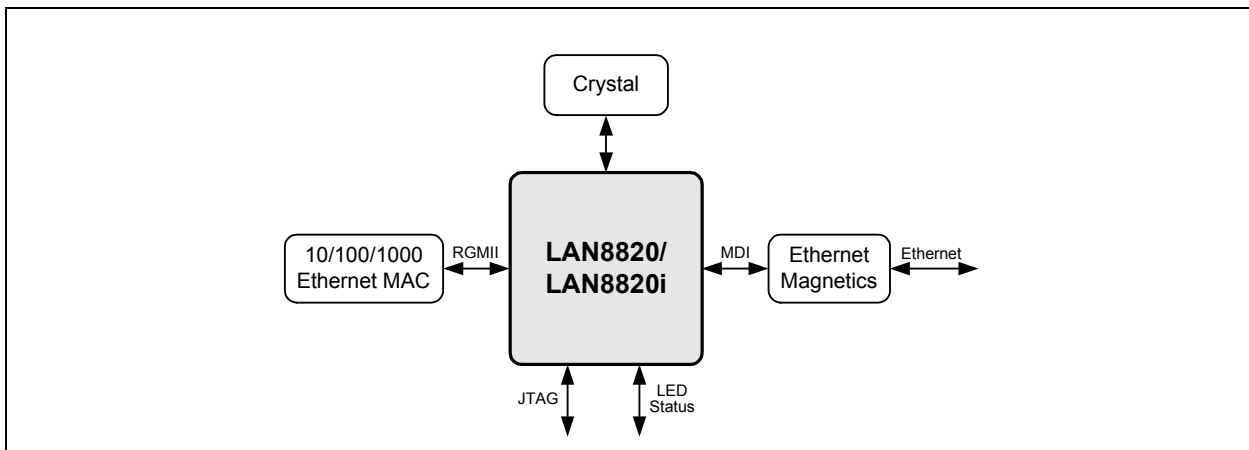 Crystal
10/100/1000
Ethernet MAC
RGMII
LAN8820/
LAN8820i
MDI
Ethernet
Magnetics
Ethernet
JTAG
LED
Status